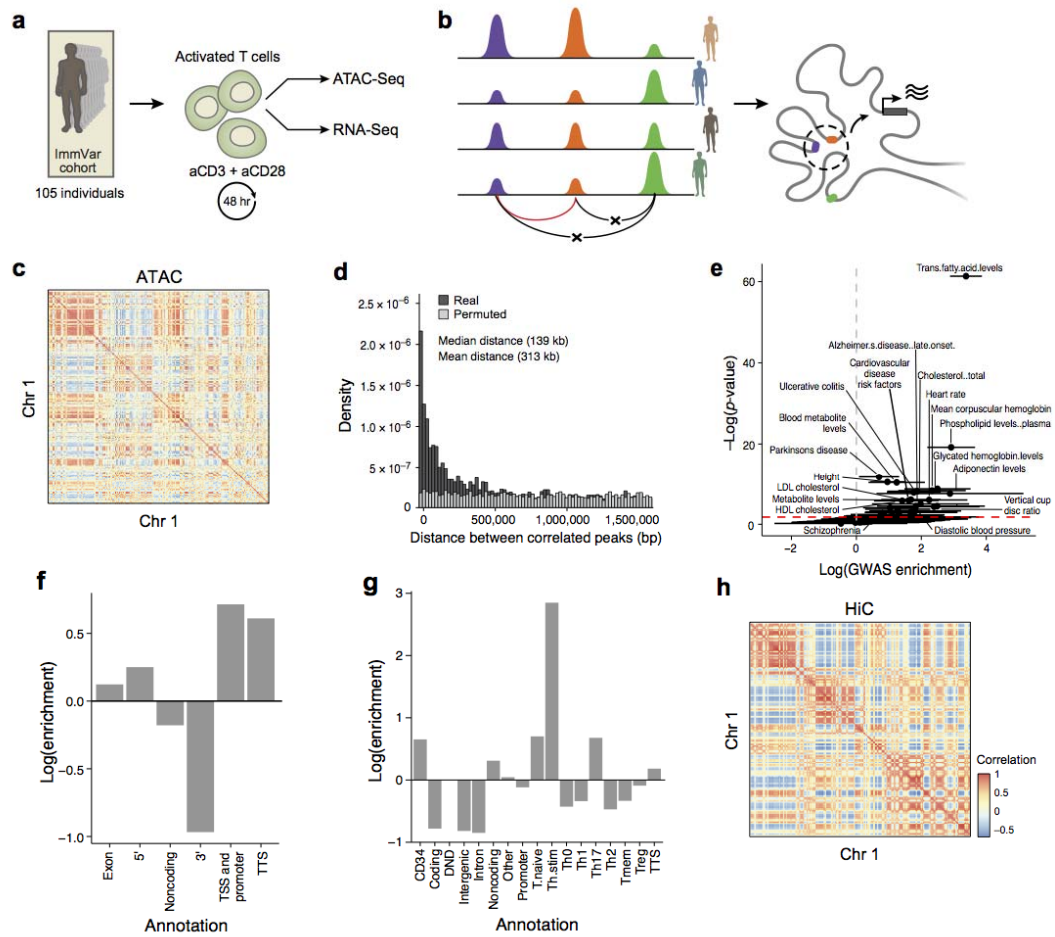 a
ImmVar
cohort
105 individuals
Activated T cells
aCD3 + aCD28
48 hr
ATAC-Seq
RNA-Seq
b
c
ATAC
Chr 1
Chr 1
d
Real
Permuted
Median distance (139 kb)
Mean distance (313 kb)
2.5 × 10⁻⁶
2.0 × 10⁻⁶
1.5 × 10⁻⁶
1.0 × 10⁻⁶
5 × 10⁻⁷
0
Density
0
500,000
1,000,000
1,500,000
Distance between correlated peaks (bp)
e
60
40
20
0
−Log(p-value)
Trans.fatty.acid.levels
Alzheimer.s.disease..late.onset.
Cardiovascular
disease
risk factors
Cholesterol..total
Ulcerative colitis
Heart rate
Blood metabolite
levels
Mean corpuscular hemoglobin
Phospholipid levels..plasma
Parkinsons disease
Glycated hemoglobin.levels
Adiponectin levels
Height
LDL cholesterol
Metabolite levels
HDL cholesterol
Vertical cup
disc ratio
Schizophrenia
Diastolic blood pressure
−2
0
2
4
Log(GWAS enrichment)
f
0.5
0.0
−0.5
−1.0
Log(enrichment)
Exon
5'
Noncoding
3'
TSS and
promoter
TTS
Annotation
g
3
2
1
0
−1
Log(enrichment)
CD34
Coding
DND
Intergenic
Intron
Noncoding
Other
Promoter
T.naive
Th.stim
Th0
Th1
Th17
Th2
Tmem
Treg
TTS
Annotation
h
HiC
Chr 1
Chr 1
Correlation
1
0.5
0
−0.5